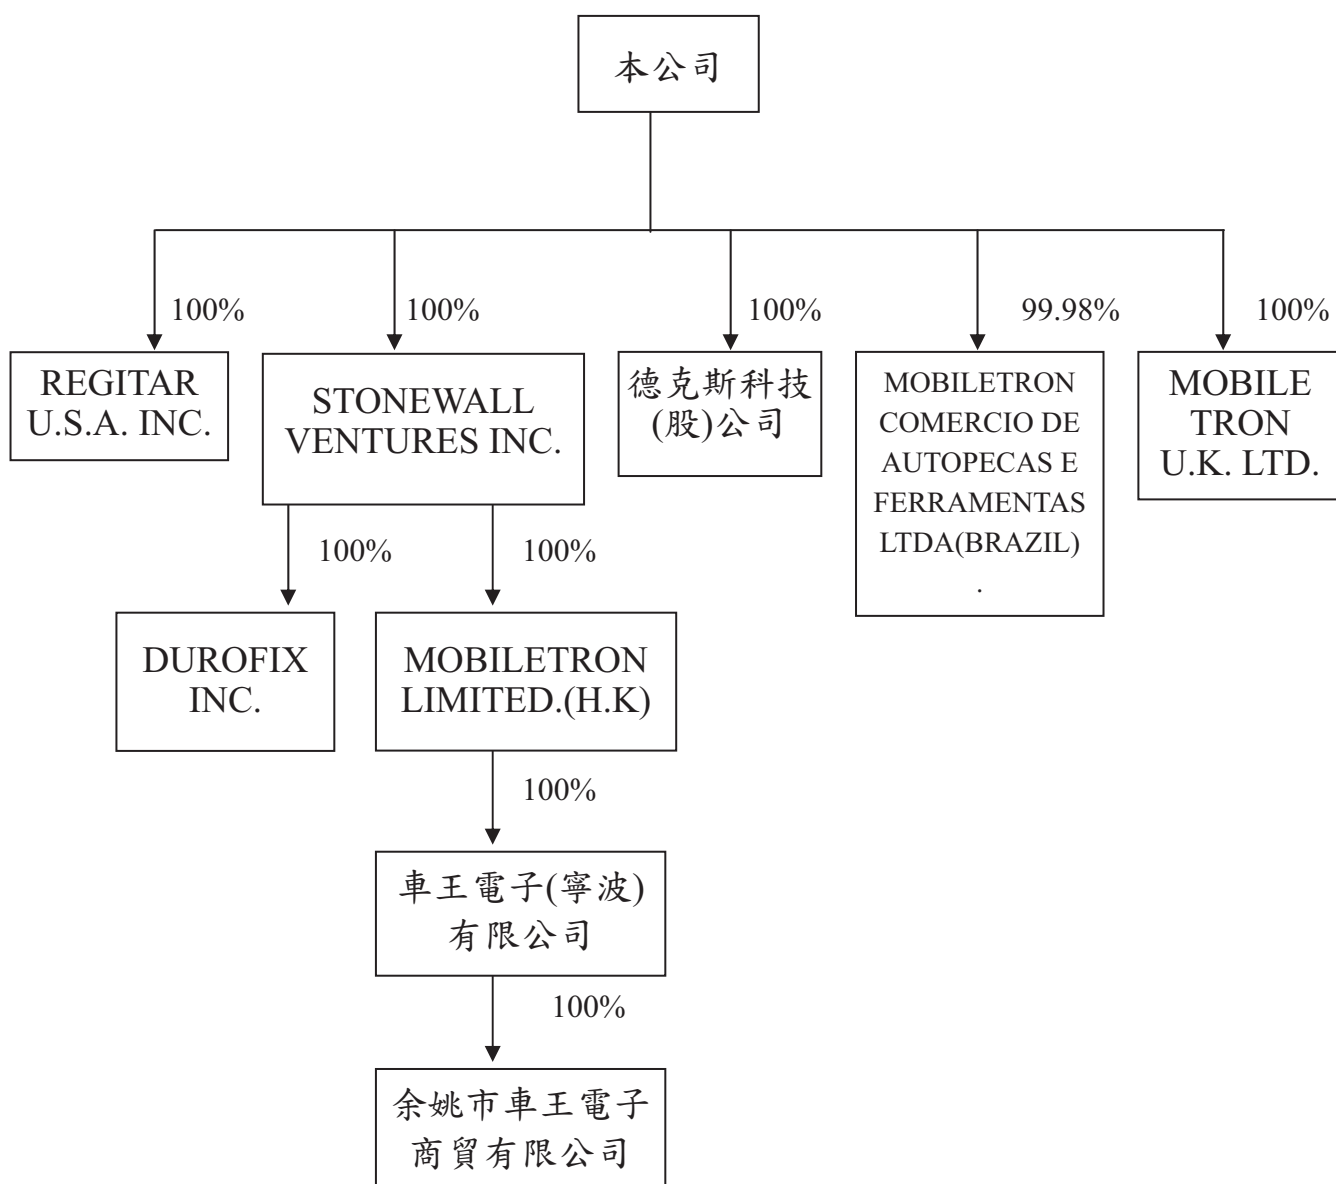 本公司
100%
100%
100%
99.98%
100%
REGITAR
U.S.A. INC.
STONEWALL
VENTURES INC.
德克斯科技
(股)公司
MOBILETRON
COMERCIO DE
AUTOPECAS E
FERRAMENTAS
LTDA(BRAZIL)
.
MOBILE
TRON
U.K. LTD.
100%
100%
DUROFIX
INC.
MOBILETRON
LIMITED.(H.K)
100%
車王電子(寧波)
有限公司
100%
余姚市車王電子
商貿有限公司